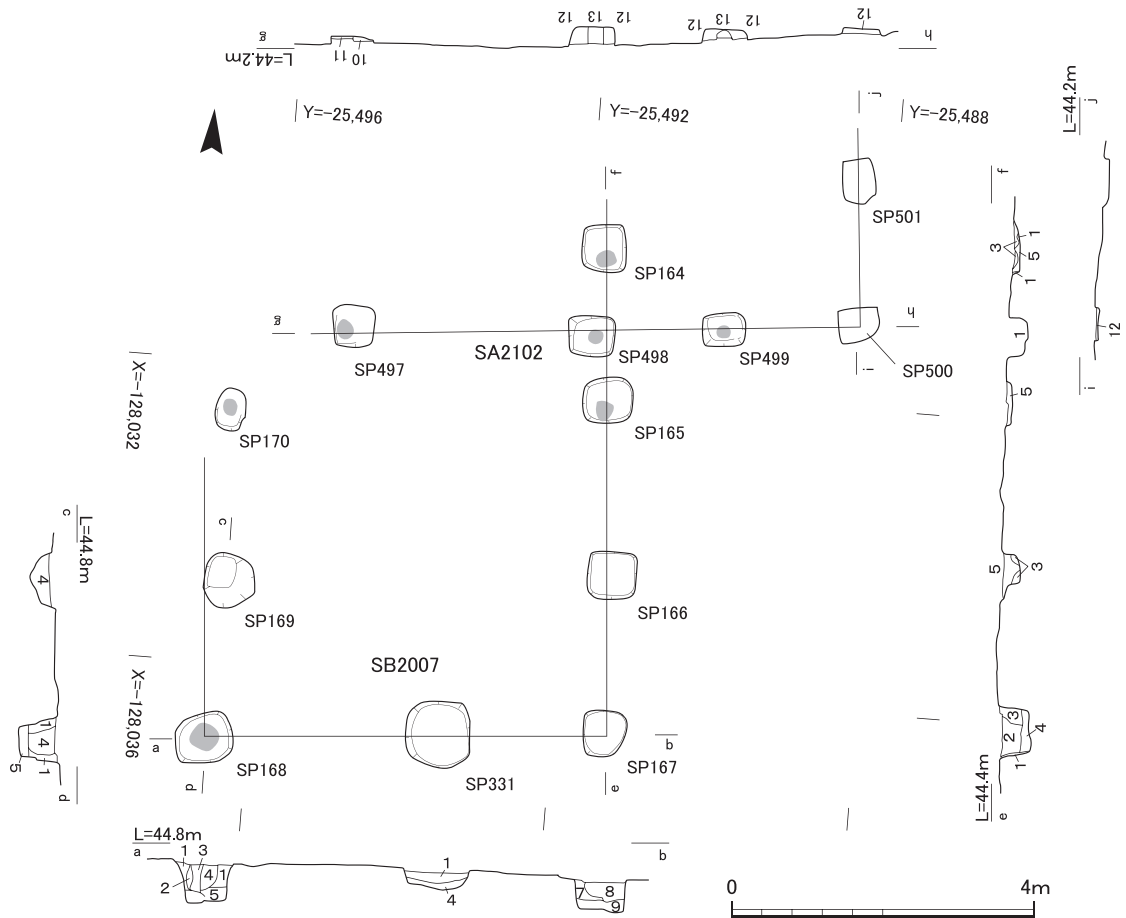 12 13 12
12 13 12
12
g
L=44.2m
11 10
h
Y=-25,496
Y=-25,492
j
Y=-25,488
L=44.2m
j
f
f
SP501
SP164
1
3
5
1
g
h
SP497
SA2102
SP498
SP499
SP500
i
1
12
i
X=-128,032
SP170
SP165
5
c
c
L=44.8m
4
SP169
SP166
5
3
SB2007
X=-128,036
a
b
SP168
SP331
SP167
1
4
1
5
d
d
e
3
2
4
1
L=44.4m
e
L=44.8m
a
b
1 3
2
4 1
5
1
4
7 8
9
0 4m